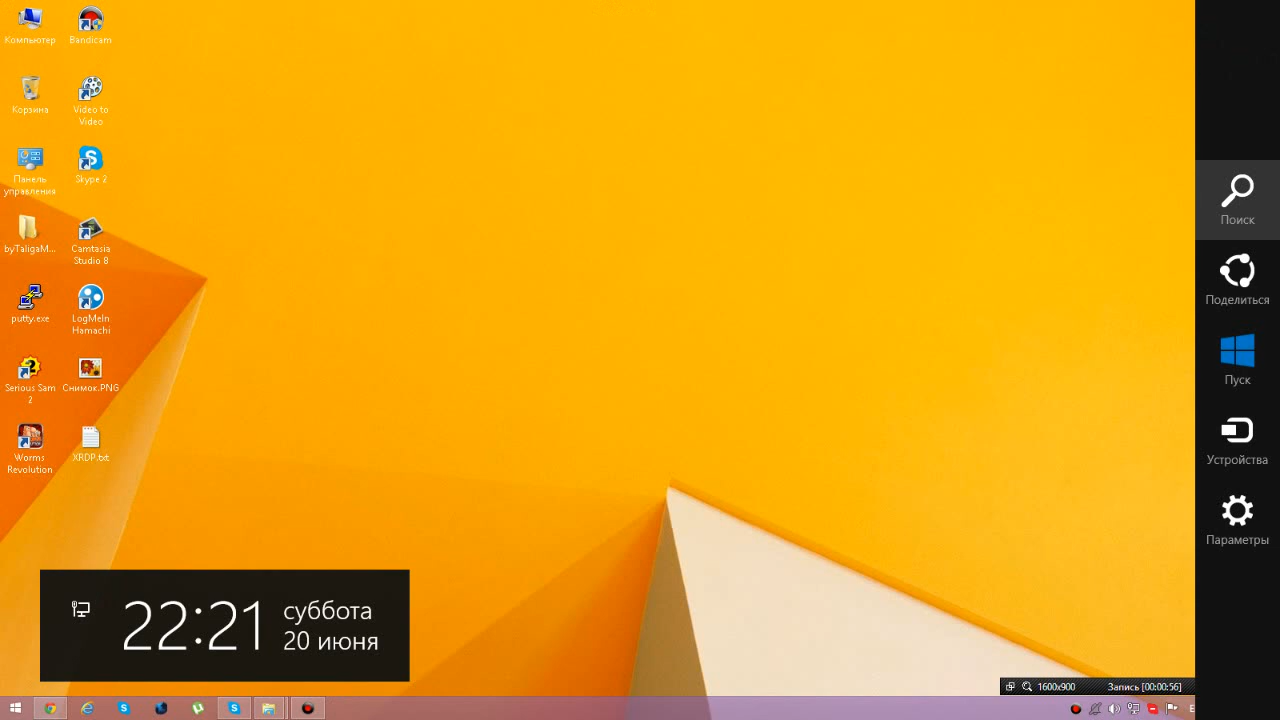 Компьютер
Bandicam
Корзина
Video to
Video
Панель
управления
Skype 2
byTaligaM...
Camtasia
Studio 8
putty.exe
LogMeIn
Hamachi
Serious Sam
2
Снимок.PNG
Worms
Revolution
XRDP.txt
Поиск
Поделиться
Пуск
Устройства
Параметры
22:21
суббота
20 июня
1600x900
Запись [00:00:56]